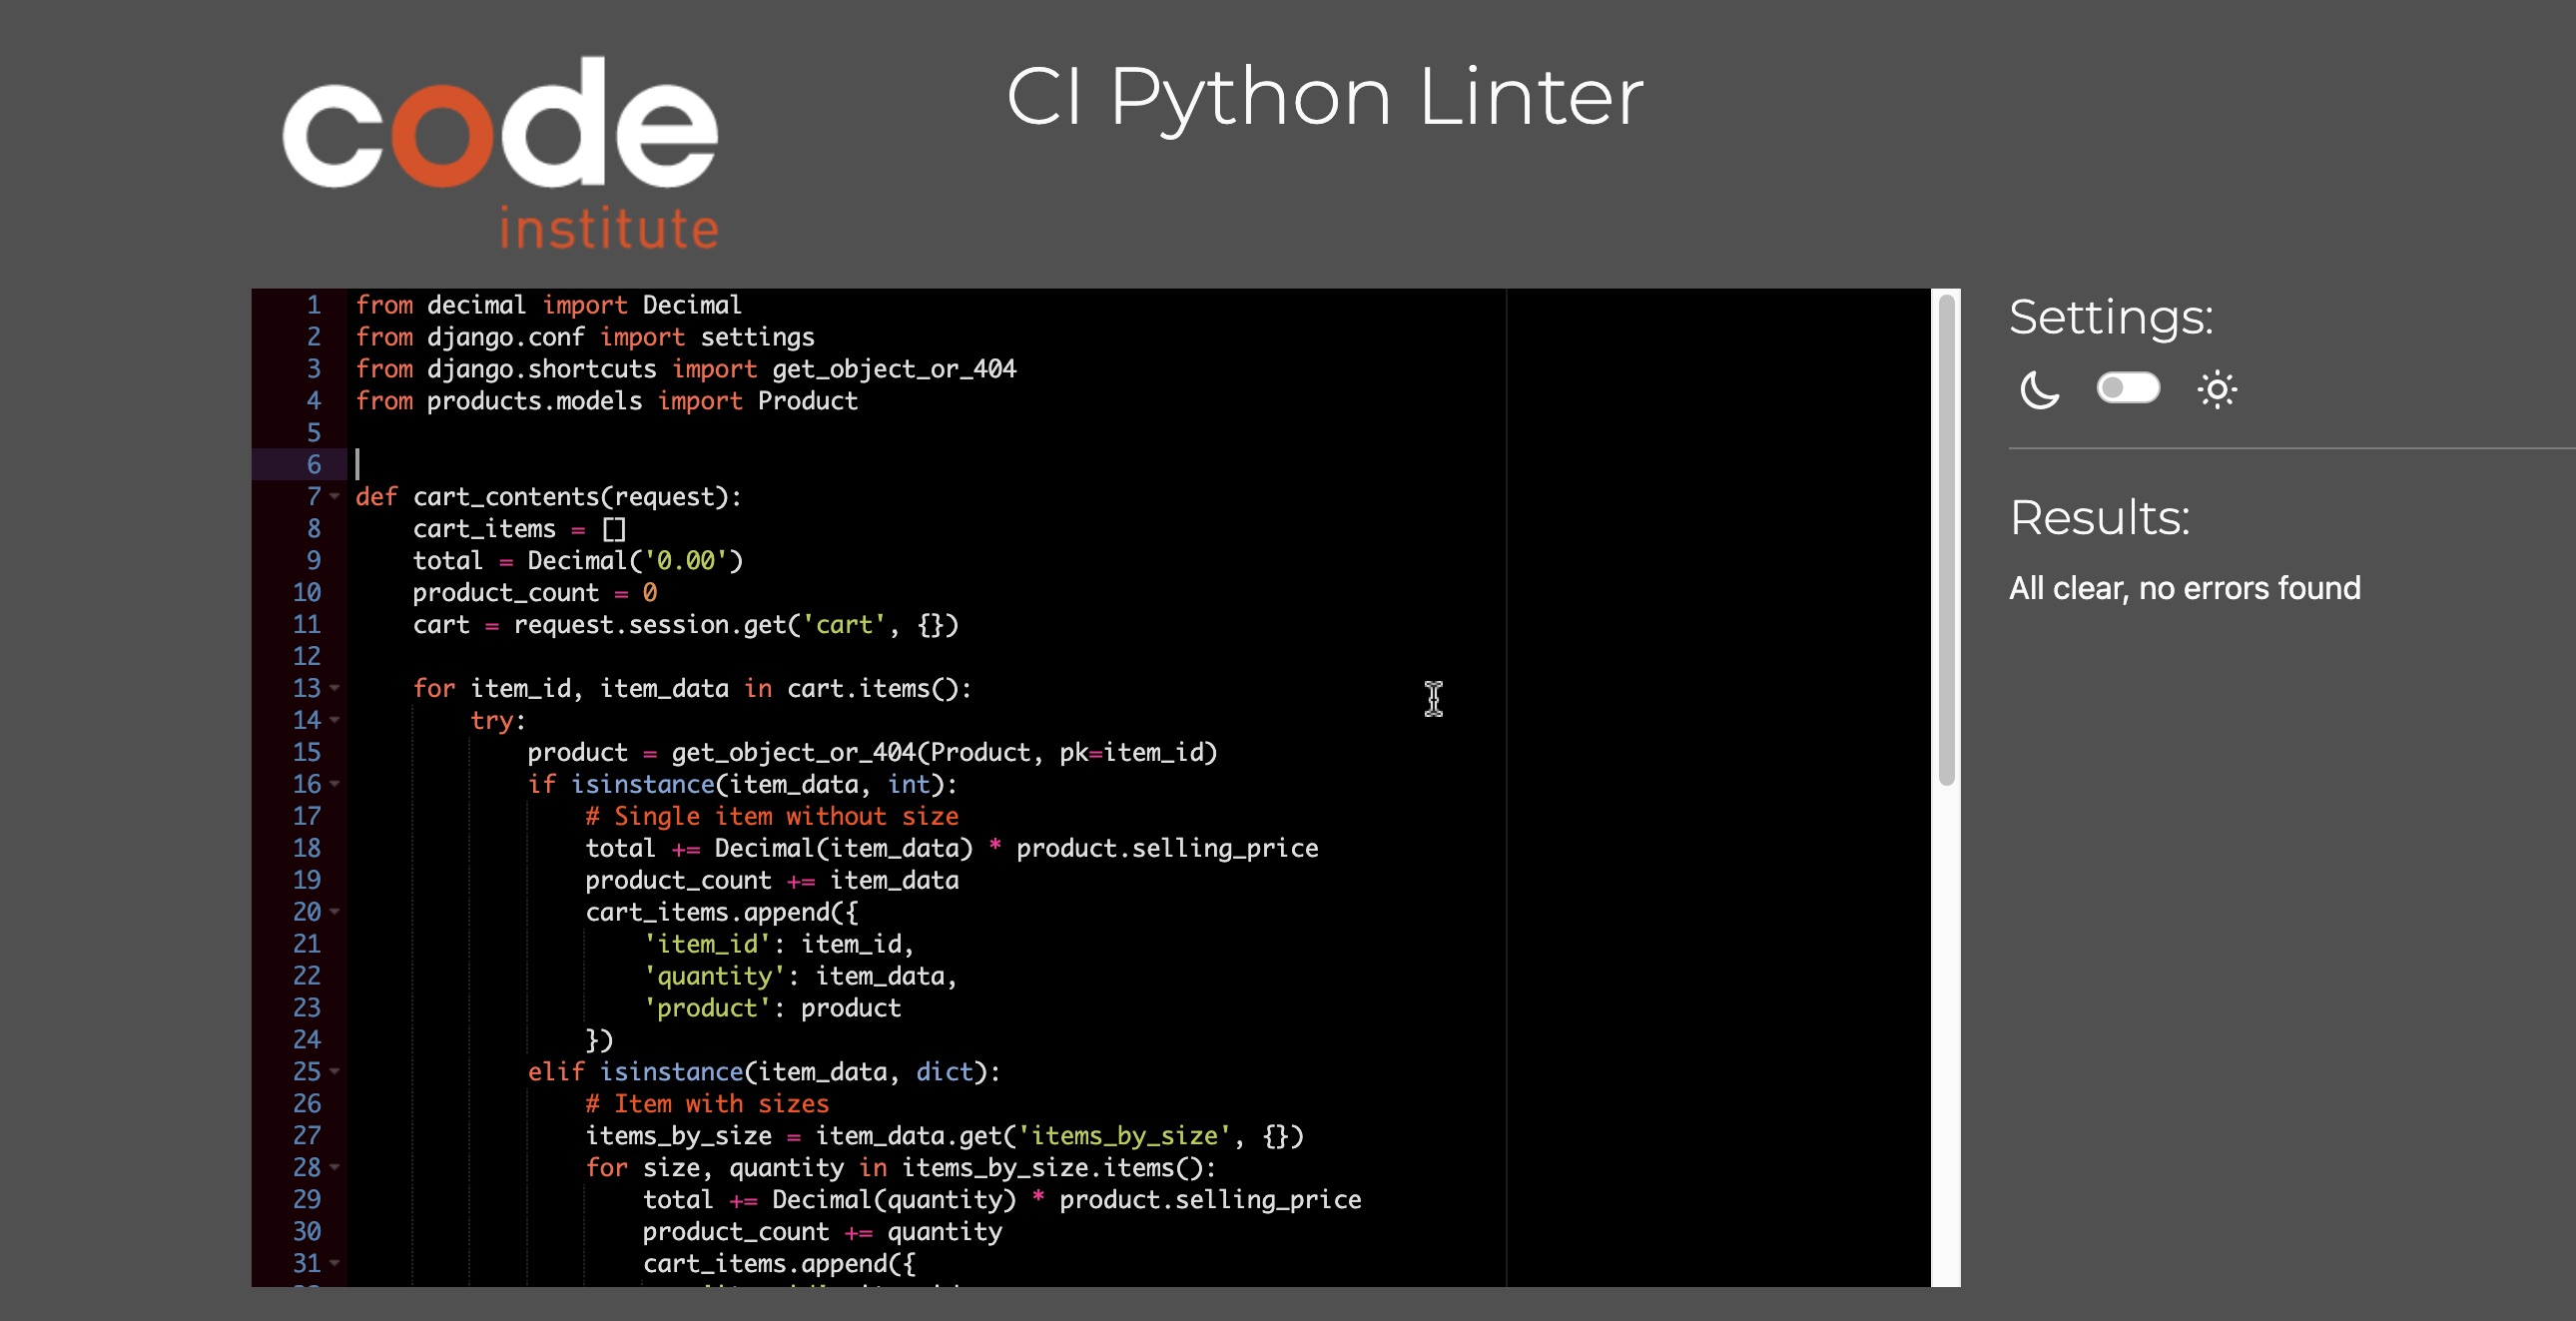 code
institute
CI Python Linter
1 from decimal import Decimal
2 from django.conf import settings
3 from django.shortcuts import get_object_or_404
4 from products.models import Product
5
6
7 def cart_contents(request):
8     cart_items = []
9     total = Decimal('0.00')
10     product_count = 0
11     cart = request.session.get('cart', {})
12
13     for item_id, item_data in cart.items():
14         try:
15             product = get_object_or_404(Product, pk=item_id)
16             if isinstance(item_data, int):
17                 # Single item without size
18                 total += Decimal(item_data) * product.selling_price
19                 product_count += item_data
20                 cart_items.append({
21                     'item_id': item_id,
22                     'quantity': item_data,
23                     'product': product
24                 })
25             elif isinstance(item_data, dict):
26                 # Item with sizes
27                 items_by_size = item_data.get('items_by_size', {})
28                 for size, quantity in items_by_size.items():
29                     total += Decimal(quantity) * product.selling_price
30                     product_count += quantity
31                     cart_items.append({
Settings:
Results:
All clear, no errors found